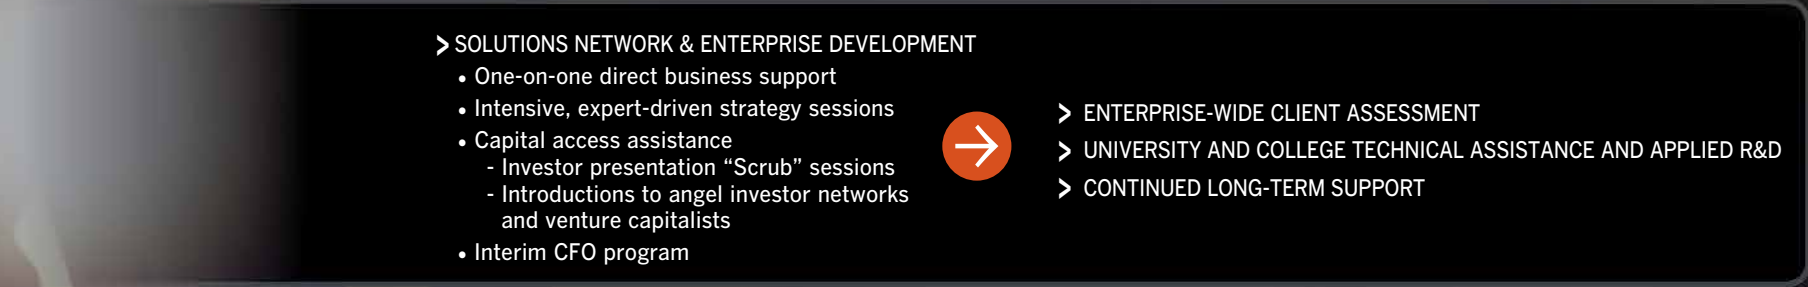 > SOLUTIONS NETWORK & ENTERPRISE DEVELOPMENT
• One-on-one direct business support
• Intensive, expert-driven strategy sessions
• Capital access assistance
- Investor presentation “Scrub” sessions
- Introductions to angel investor networks
and venture capitalists
• Interim CFO program
> ENTERPRISE-WIDE CLIENT ASSESSMENT
> UNIVERSITY AND COLLEGE TECHNICAL ASSISTANCE AND APPLIED R&D
> CONTINUED LONG-TERM SUPPORT